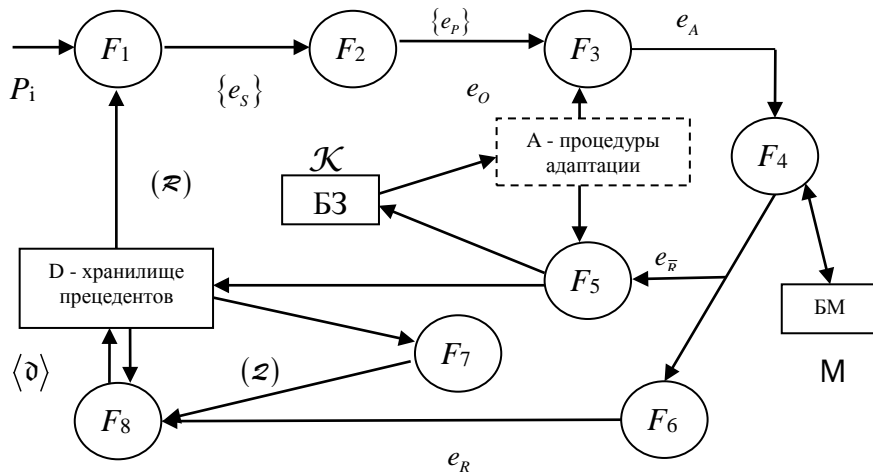 F₁
F₂
{e_P}
F₃
e_A
P_i
{e_S}
e_O
A - процедуры
адаптации
F₄
𝒦
БЗ
(ℛ)
D - хранилище
прецедентов
F₅
e_R̅
БМ
M
F₇
⟨𝔡⟩
(𝒬)
F₈
F₆
e_R